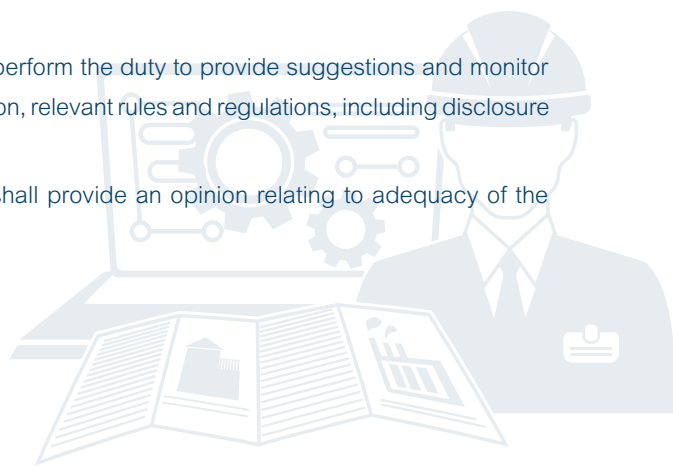 perform the duty to provide suggestions and monitor
on, relevant rules and regulations, including disclosure
shall provide an opinion relating to adequacy of the